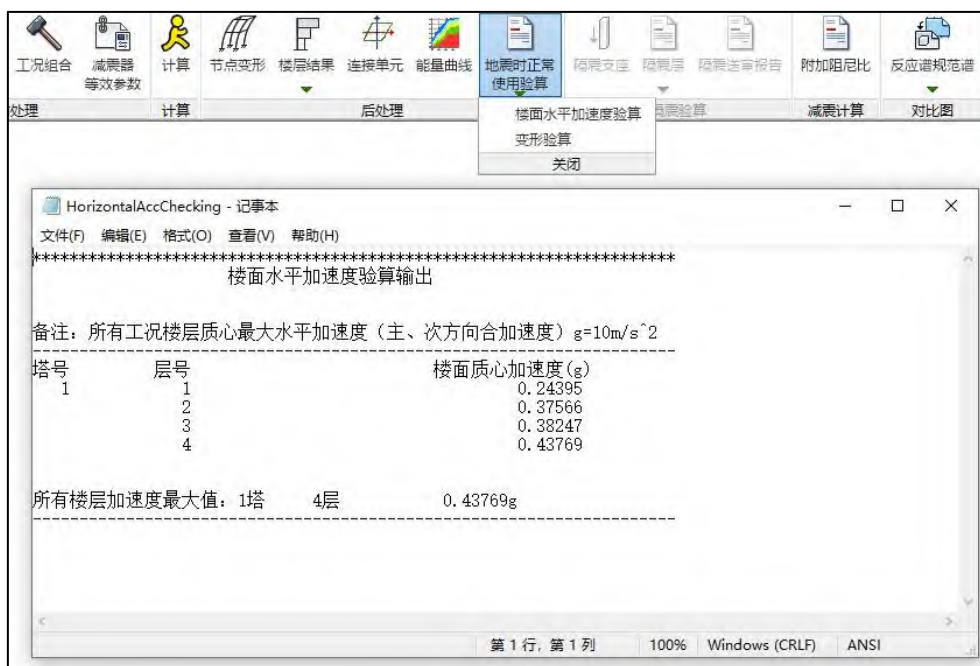 工况组合 减震器 等效参数 计算 节点变形 楼层结果 连接单元 能量曲线 地震时正常 使用验算 隔震支座 隔震层 隔震送审报告 附加阻尼比 反应谱规范谱
处理 计算 后处理 隔震验算 减震计算 对比图
楼面水平加速度验算
变形验算
关闭
HorizontalAccChecking - 记事本
文件(F) 编辑(E) 格式(O) 查看(V) 帮助(H)
**********************************************************************
楼面水平加速度验算输出
备注：所有工况楼层质心最大水平加速度（主、次方向合加速度）g=10m/s^2
----------------------------------------------------------------------
塔号 层号 楼面质心加速度(g)
1 1 0.24395
2 0.37566
3 0.38247
4 0.43769
所有楼层加速度最大值：1塔 4层 0.43769g
----------------------------------------------------------------------
第 1 行，第 1 列 100% Windows (CRLF) ANSI